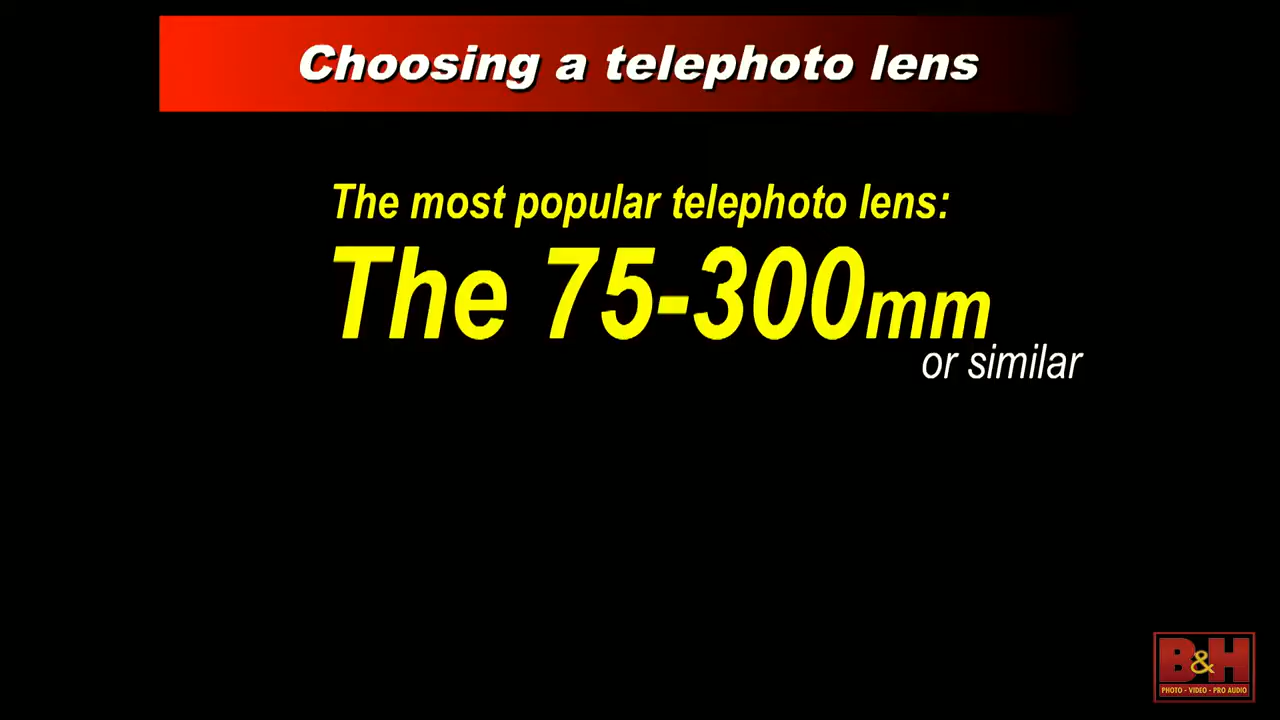 Choosing a telephoto lens
The most popular telephoto lens:
The 75-300mm
or similar
B&H
PHOTO - VIDEO - PRO AUDIO